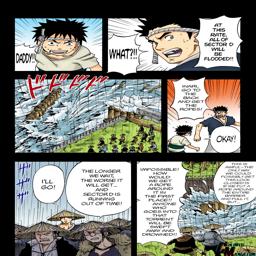 DADDY!!
WHAT?!!
AT
THIS
RATE,
ALL OF
SECTOR D
WILL BE
FLOODED!!
INARI,
GO TO
THE
BACK
AND GET
THE
ROPES!
OKAY!
I'LL
GO!
THE LONGER
WE WAIT,
THE WORSE IT
WILL GET...
AND
SECTOR D IS
RUNNING
OUT OF TIME!
IMPOSSIBLE!
HOW
WOULD
WE GET
A ROPE
AROUND
IT IN
THE FIRST
PLACE!!
ANYONE
WHO
GOES INTO
THAT
TORRENT
WILL BE
SWEPT
AWAY AND
DROWNED!!